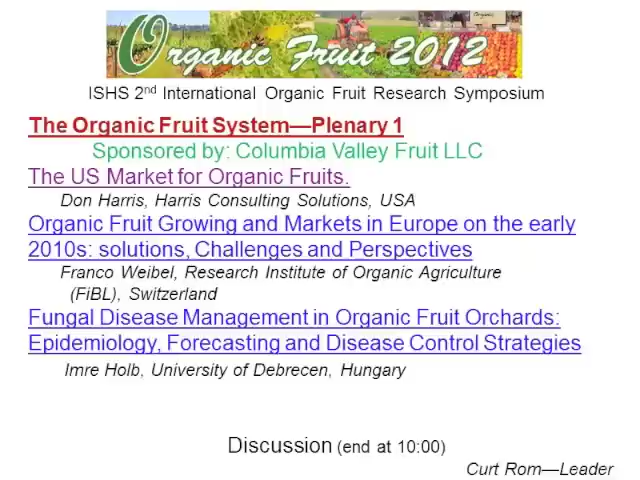 Organic Fruit 2012
ISHS 2nd International Organic Fruit Research Symposium
The Organic Fruit System—Plenary 1
Sponsored by: Columbia Valley Fruit LLC
The US Market for Organic Fruits.
Don Harris, Harris Consulting Solutions, USA
Organic Fruit Growing and Markets in Europe on the early
2010s: solutions, Challenges and Perspectives
Franco Weibel, Research Institute of Organic Agriculture
(FiBL), Switzerland
Fungal Disease Management in Organic Fruit Orchards:
Epidemiology, Forecasting and Disease Control Strategies
Imre Holb, University of Debrecen, Hungary
Discussion (end at 10:00)
Curt Rom—Leader